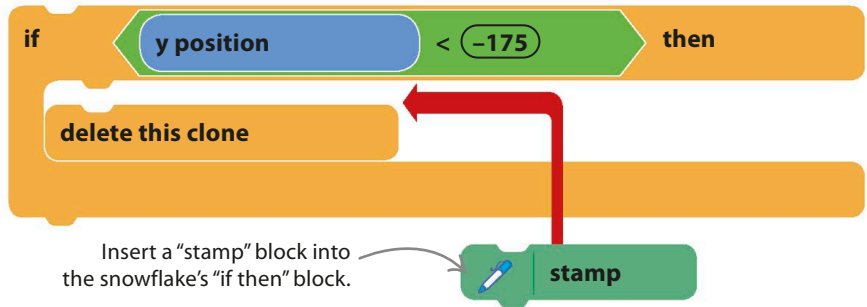 if y position < –175 then
delete this clone
Insert a “stamp” block into
the snowflake’s “if then” block.
stamp